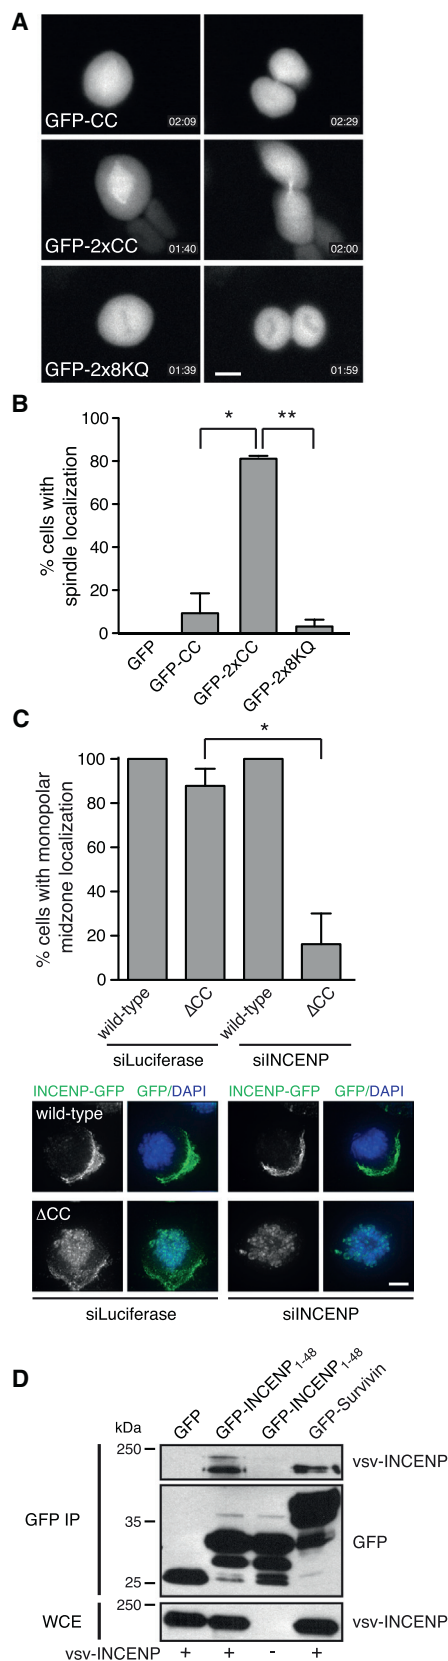 A
GFP-CC
02:09
02:29
GFP-2xCC
01:40
02:00
GFP-2x8KQ
01:39
01:59
B
% cells with
spindle localization
100
80
60
40
20
0
*
**
GFP
GFP-CC
GFP-2xCC
GFP-2x8KQ
C
% cells with monopolar
midzone localization
100
80
60
40
20
0
*
wild-type
ΔCC
wild-type
ΔCC
siLuciferase
siINCENP
INCENP-GFP
GFP/DAPI
INCENP-GFP
GFP/DAPI
wild-type
ΔCC
siLuciferase
siINCENP
D
GFP
GFP-INCENP1-48
GFP-INCENP1-48
GFP-Survivin
kDa
250
vsv-INCENP
GFP IP
35
GFP
25
250
WCE
vsv-INCENP
vsv-INCENP + + - +